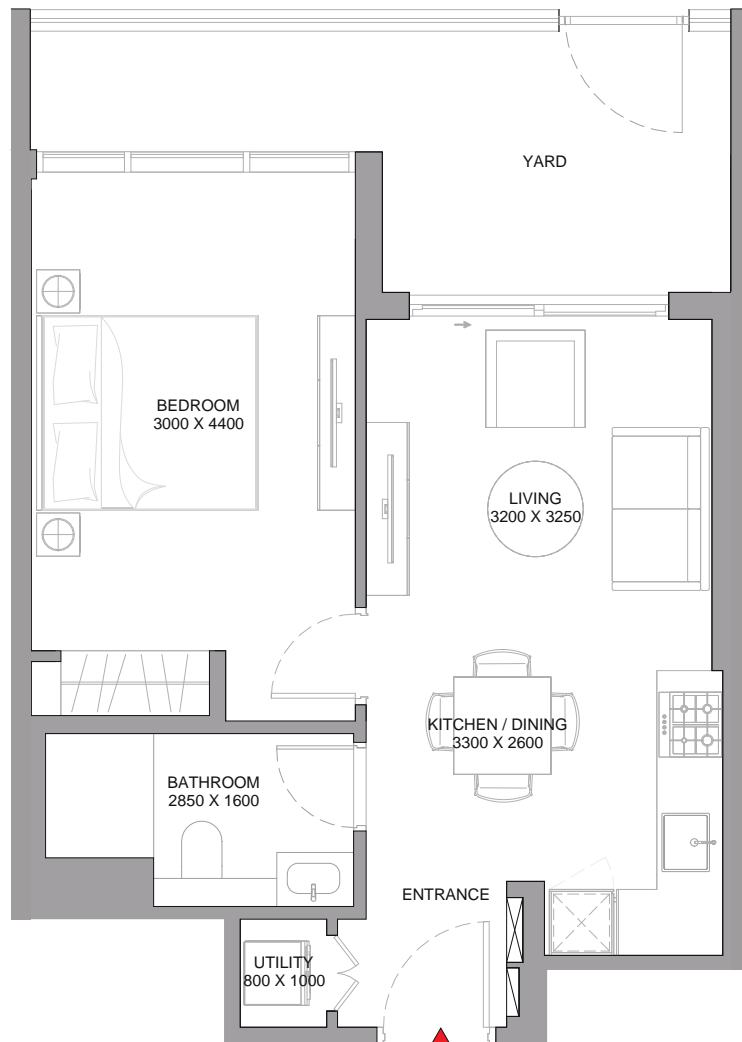 YARD
BEDROOM
3000 X 4400
LIVING
3200 X 3250
KITCHEN / DINING
3300 X 2600
BATHROOM
2850 X 1600
ENTRANCE
UTILITY
800 X 1000